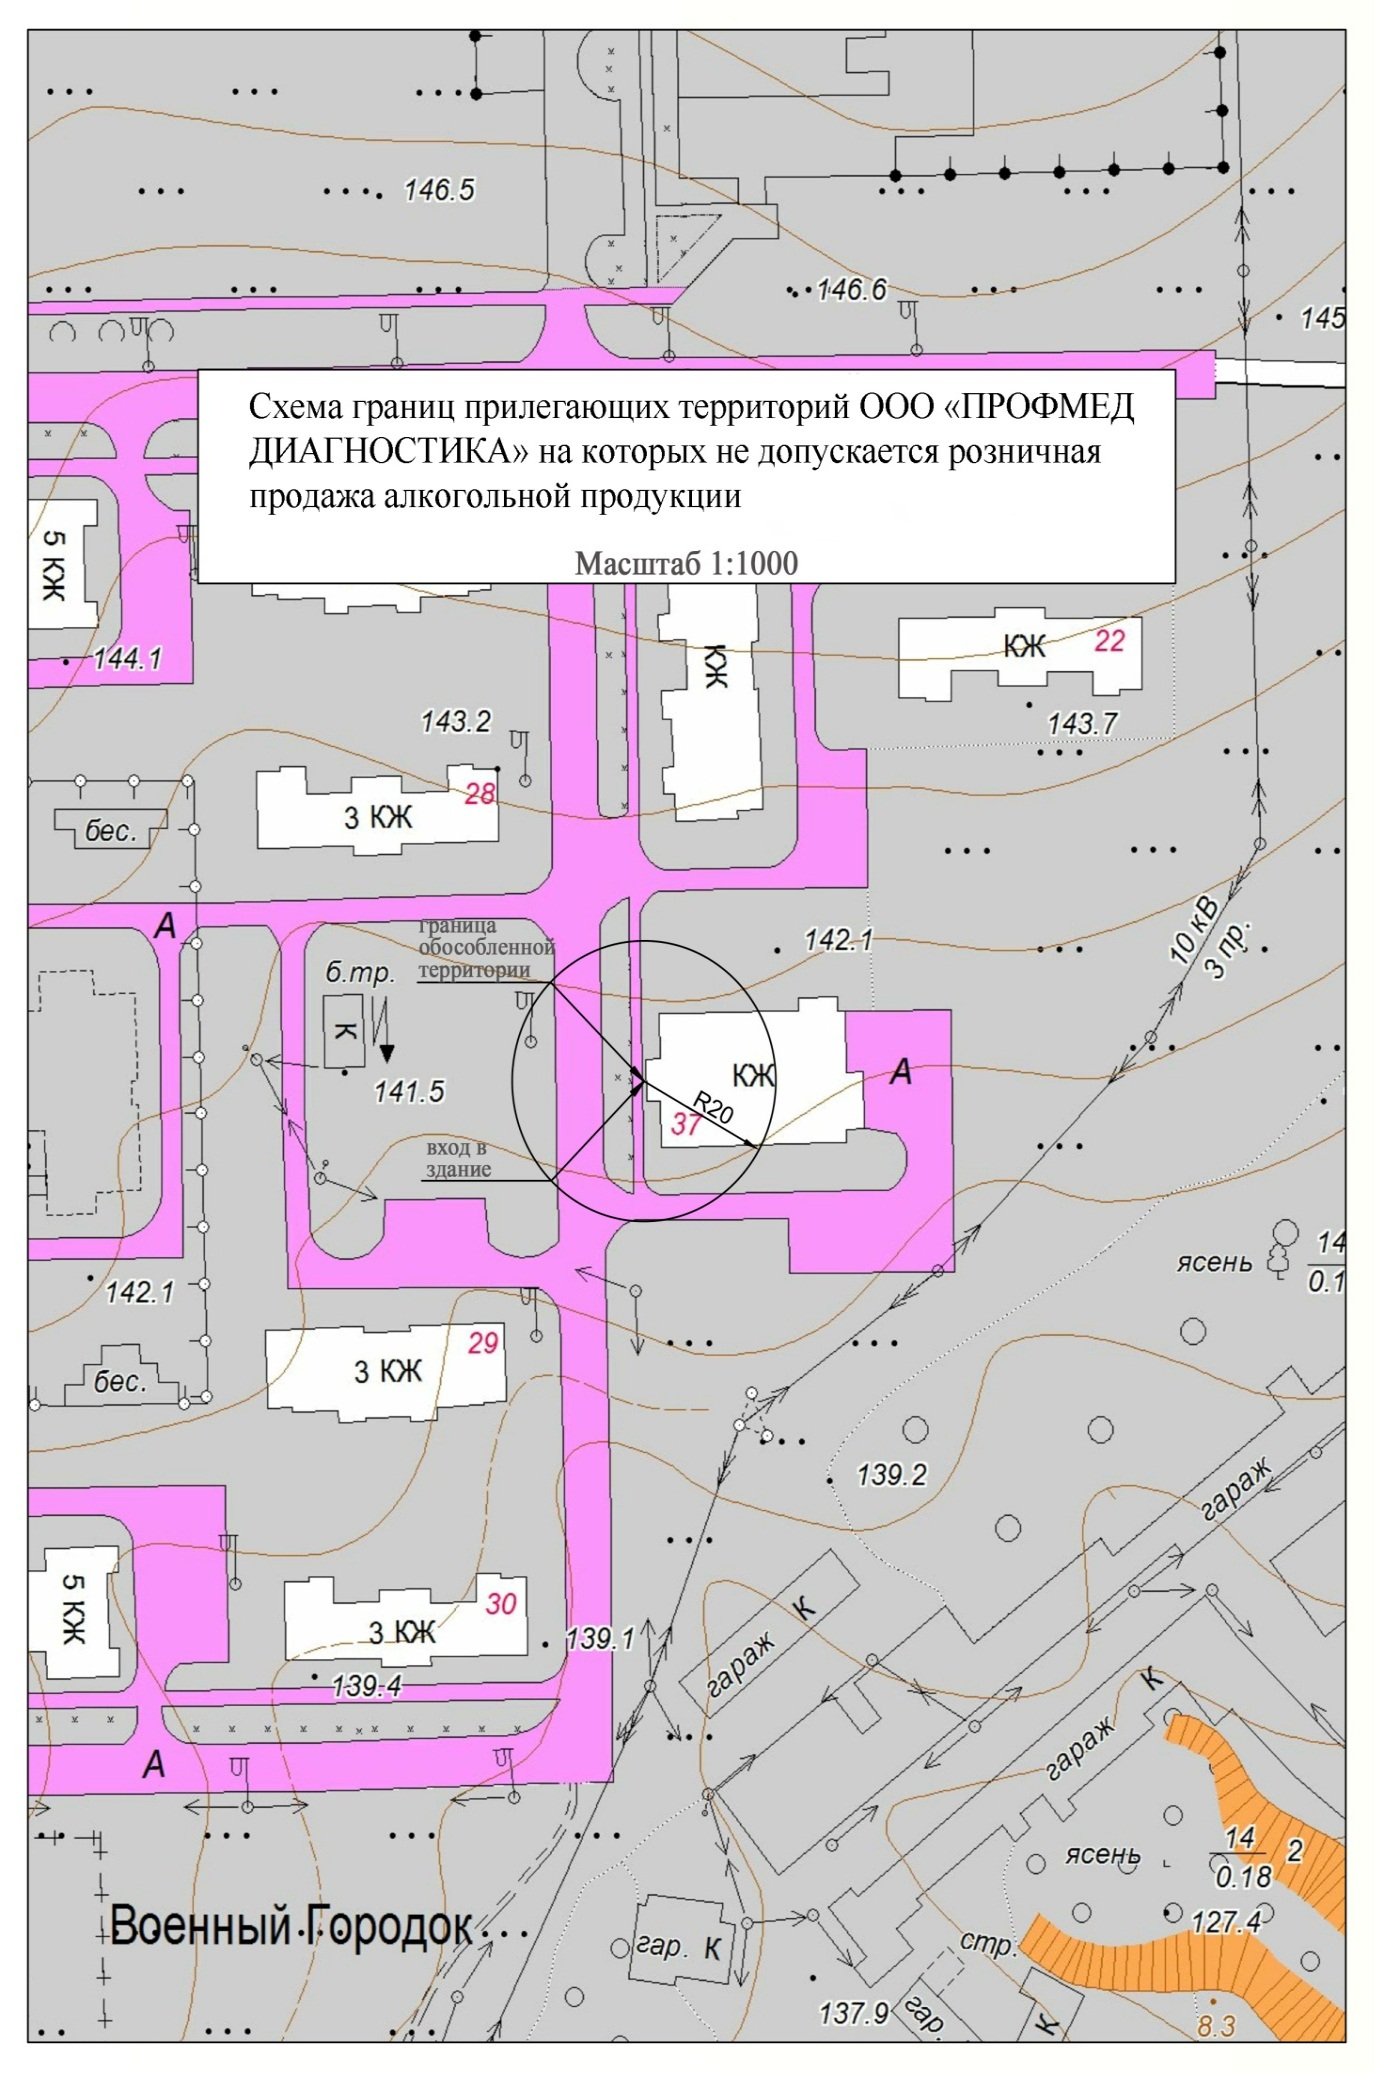 146.5
146.6
145
Схема границ прилегающих территорий ООО «ПРОФМЕД
ДИАГНОСТИКА» на которых не допускается розничная
продажа алкогольной продукции
Масштаб 1:1000
5 КЖ
144.1
КЖ
КЖ 22
143.7
143.2
28
3 КЖ
бес.
А
граница
обособленной
территории
142.1
10 кВ
3 пр.
б.тр.
К
141.5
КЖ
А
R20
37
вход в
здание
142.1
ясень
14
0.1
29
3 КЖ
бес.
139.2
гараж
5 КЖ
30
3 КЖ
139.1
139.4
К
гараж
К
гараж
А
ясень
14
0.18
2
127.4
Военный Городок
гар. К
стр.
137.9
гар.
К
8.3